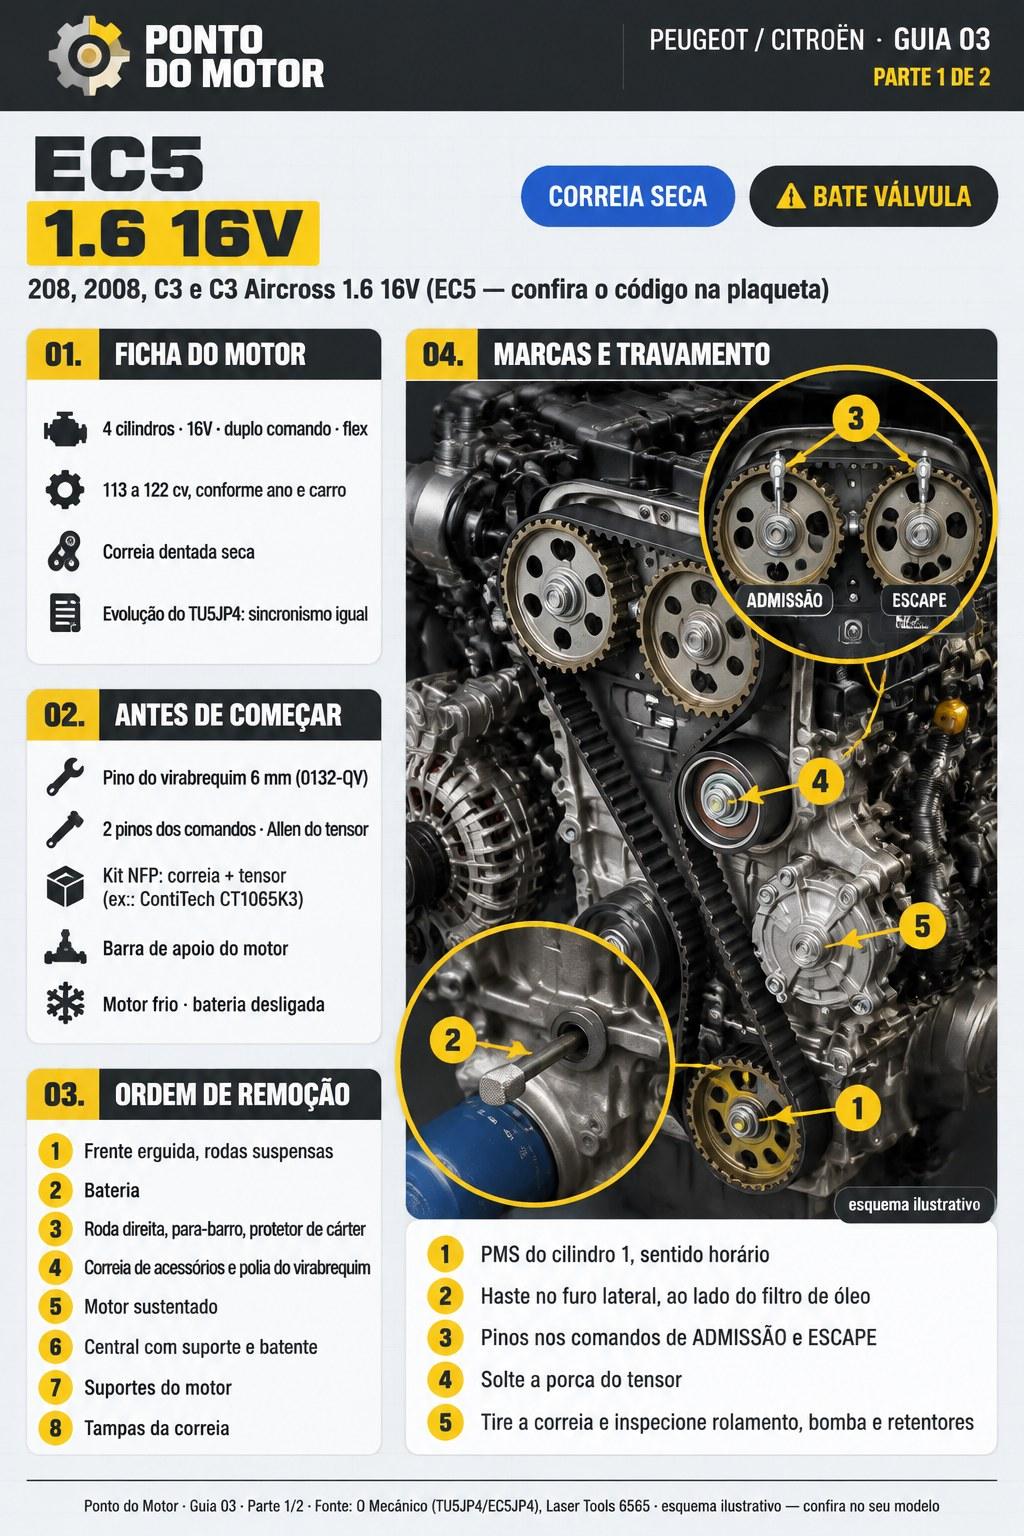 PONTO
DO MOTOR
PEUGEOT / CITROËN · GUIA 03
PARTE 1 DE 2
EC5
1.6 16V
CORREIA SECA
BATE VÁLVULA
208, 2008, C3 e C3 Aircross 1.6 16V (EC5 — confira o código na plaqueta)
01. FICHA DO MOTOR
4 cilindros · 16V · duplo comando · flex
113 a 122 cv, conforme ano e carro
Correia dentada seca
Evolução do TU5JP4: sincronismo igual
02. ANTES DE COMEÇAR
Pino do virabrequim 6 mm (0132-QV)
2 pinos dos comandos · Allen do tensor
Kit NFP: correia + tensor
(ex:: ContiTech CT1065K3)
Barra de apoio do motor
Motor frio · bateria desligada
03. ORDEM DE REMOÇÃO
1 Frente erguida, rodas suspensas
2 Bateria
3 Roda direita, para-barro, protetor de cárter
4 Correia de acessórios e polia do virabrequim
5 Motor sustentado
6 Central com suporte e batente
7 Suportes do motor
8 Tampas da correia
04. MARCAS E TRAVAMENTO
3
ADMISSÃO
ESCAPE
4
5
2
1
esquema ilustrativo
1 PMS do cilindro 1, sentido horário
2 Haste no furo lateral, ao lado do filtro de óleo
3 Pinos nos comandos de ADMISSÃO e ESCAPE
4 Solte a porca do tensor
5 Tire a correia e inspecione rolamento, bomba e retentores
Ponto do Motor · Guia 03 · Parte 1/2 · Fonte: O Mecánico (TU5JP4/EC5JP4), Laser Tools 6565 · esquema ilustrativo — confira no seu modelo